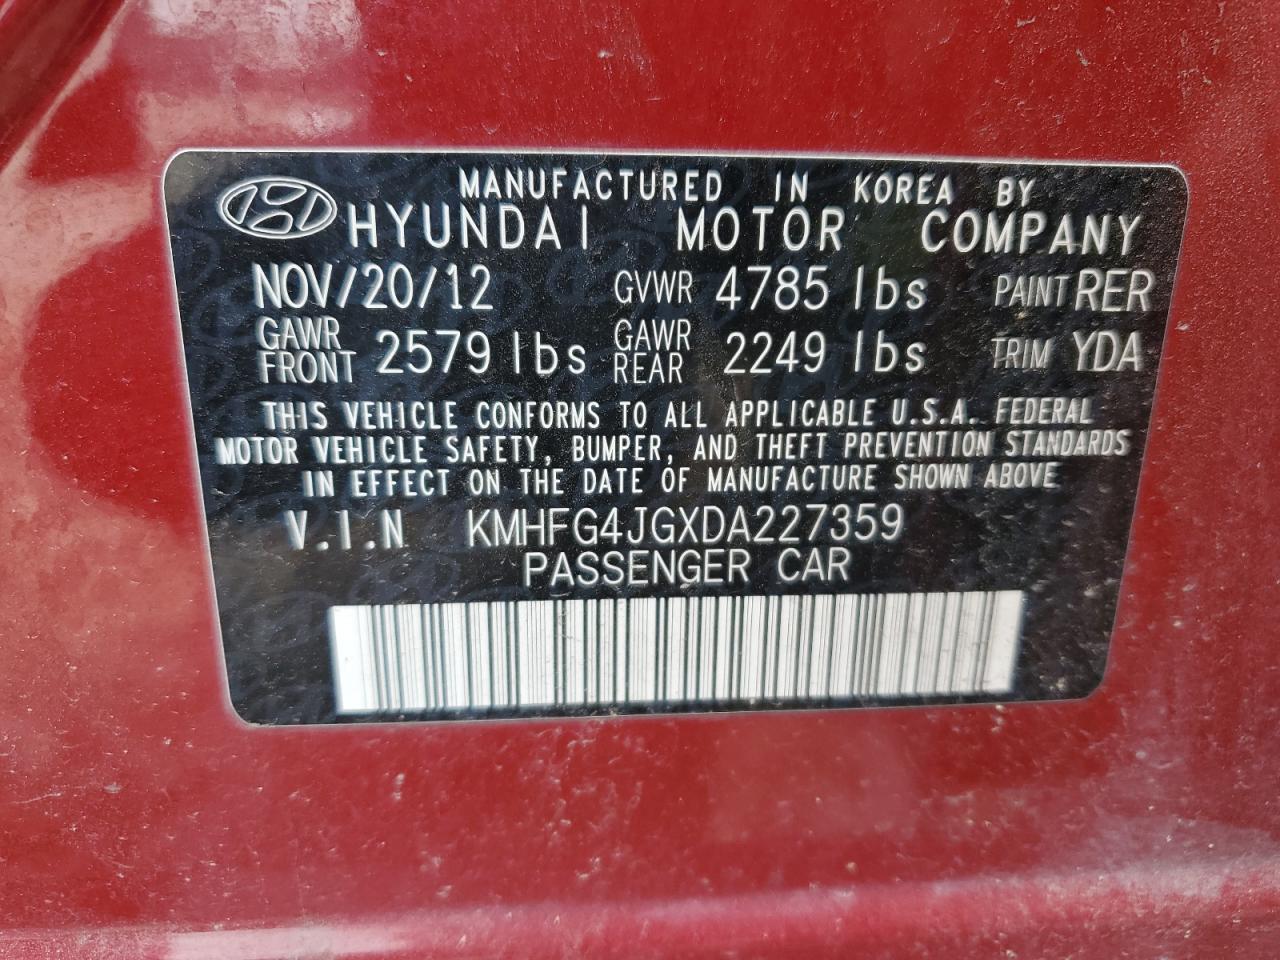 MANUFACTURED IN KOREA BY
HYUNDAI MOTOR COMPANY
NOV/20/12 GVWR 4785 lbs PAINT RER
GAWR FRONT 2579 lbs GAWR REAR 2249 lbs TRIM YDA
THIS VEHICLE CONFORMS TO ALL APPLICABLE U.S.A. FEDERAL
MOTOR VEHICLE SAFETY, BUMPER, AND THEFT PREVENTION STANDARDS
IN EFFECT ON THE DATE OF MANUFACTURE SHOWN ABOVE
V.I.N KMHFG4JGXDA227359
PASSENGER CAR